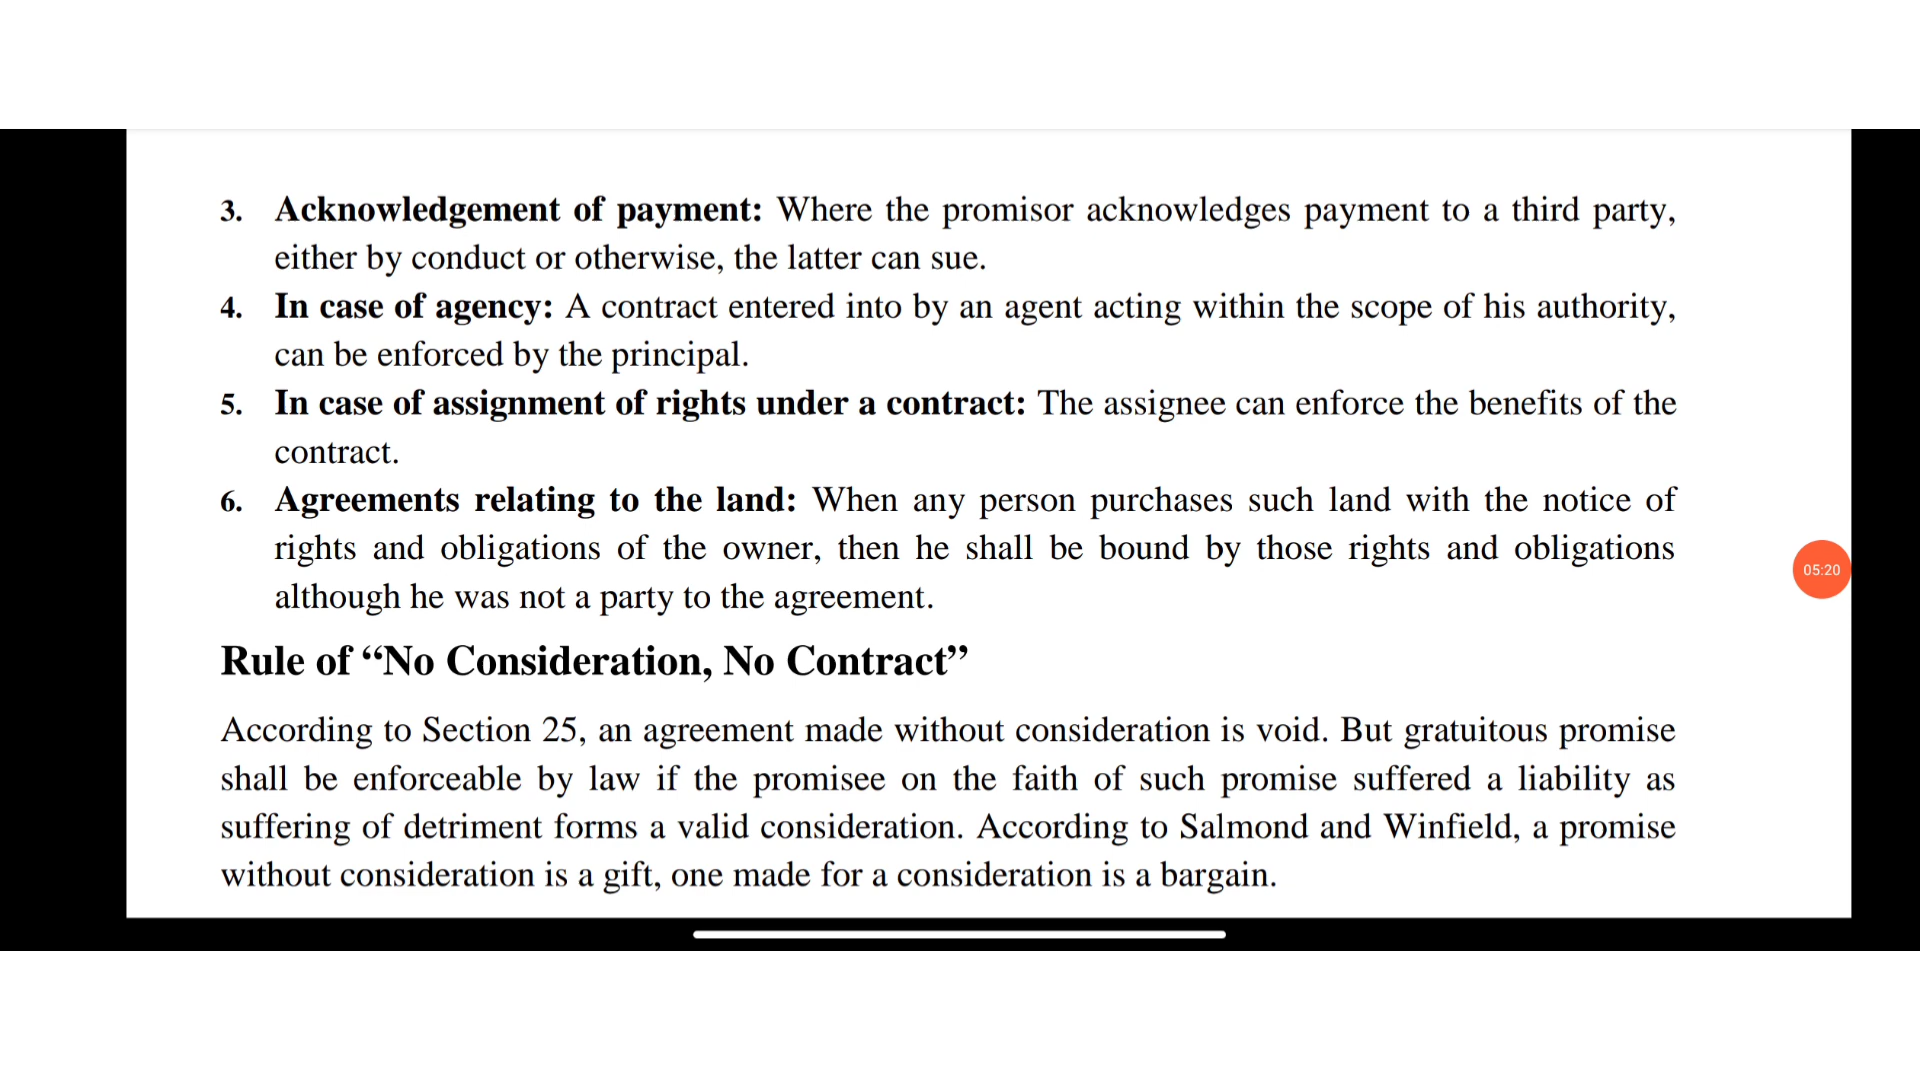 3. Acknowledgement of payment: Where the promisor acknowledges payment to a third party,
either by conduct or otherwise, the latter can sue.
4. In case of agency: A contract entered into by an agent acting within the scope of his authority,
can be enforced by the principal.
5. In case of assignment of rights under a contract: The assignee can enforce the benefits of the
contract.
6. Agreements relating to the land: When any person purchases such land with the notice of
rights and obligations of the owner, then he shall be bound by those rights and obligations
although he was not a party to the agreement.
05:20
Rule of “No Consideration, No Contract”
According to Section 25, an agreement made without consideration is void. But gratuitous promise
shall be enforceable by law if the promisee on the faith of such promise suffered a liability as
suffering of detriment forms a valid consideration. According to Salmond and Winfield, a promise
without consideration is a gift, one made for a consideration is a bargain.